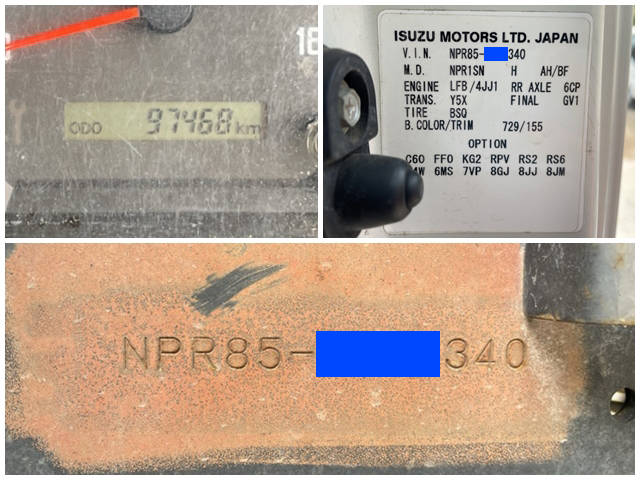 18
ODO 97468 km
ISUZU MOTORS LTD. JAPAN
V.I.N. NPR85- 340
M.D. NPR1SN H AH/BF
ENGINE LFB/4JJ1 RR AXLE 6CP
TRANS. Y5X FINAL GV1
TIRE BSQ
B.COLOR/TRIM 729/155
OPTION
C60 FF0 KG2 RPV RS2 RS6
6MS 7VP 8GJ 8JJ 8JM
NPR85- 340